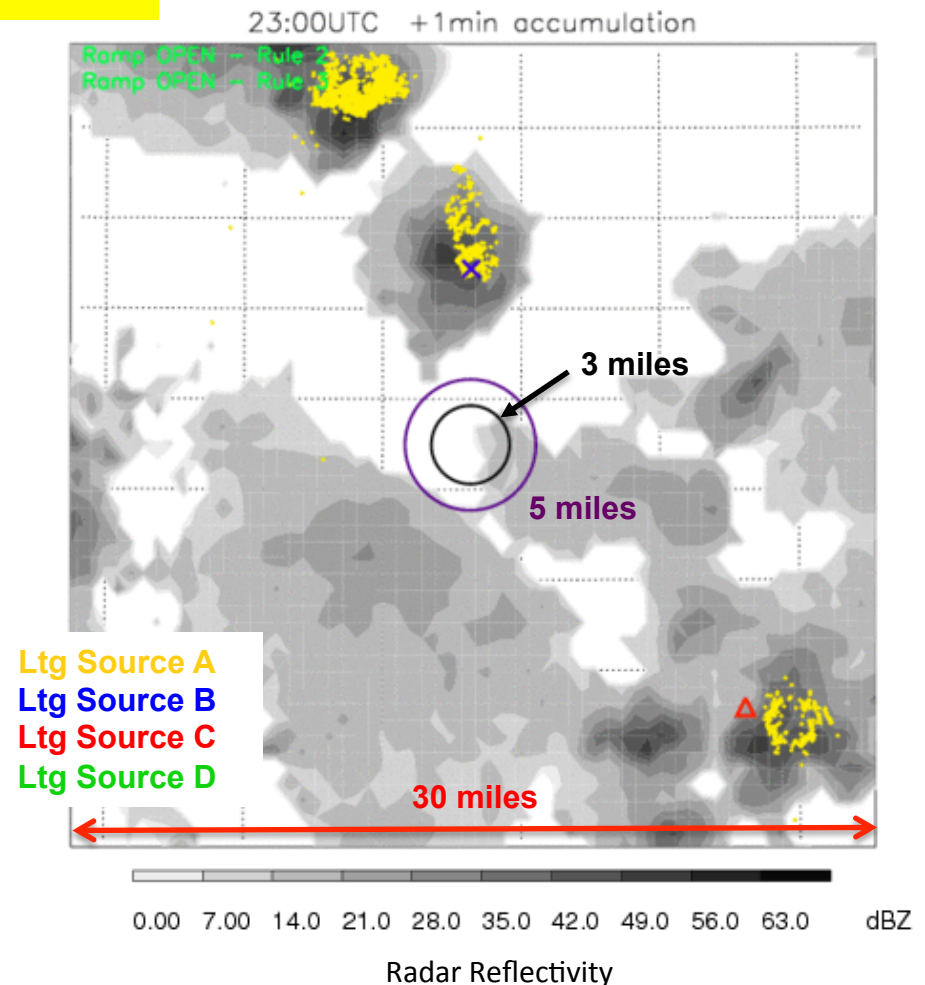 23:00UTC +1min accumulation
Ramp OPEN - Rule 2
Ramp OPEN - Rule 3
3 miles
5 miles
Ltg Source A
Ltg Source B
Ltg Source C
Ltg Source D
30 miles
0.00 7.00 14.0 21.0 28.0 35.0 42.0 49.0 56.0 63.0 dBZ
Radar Reflectivity